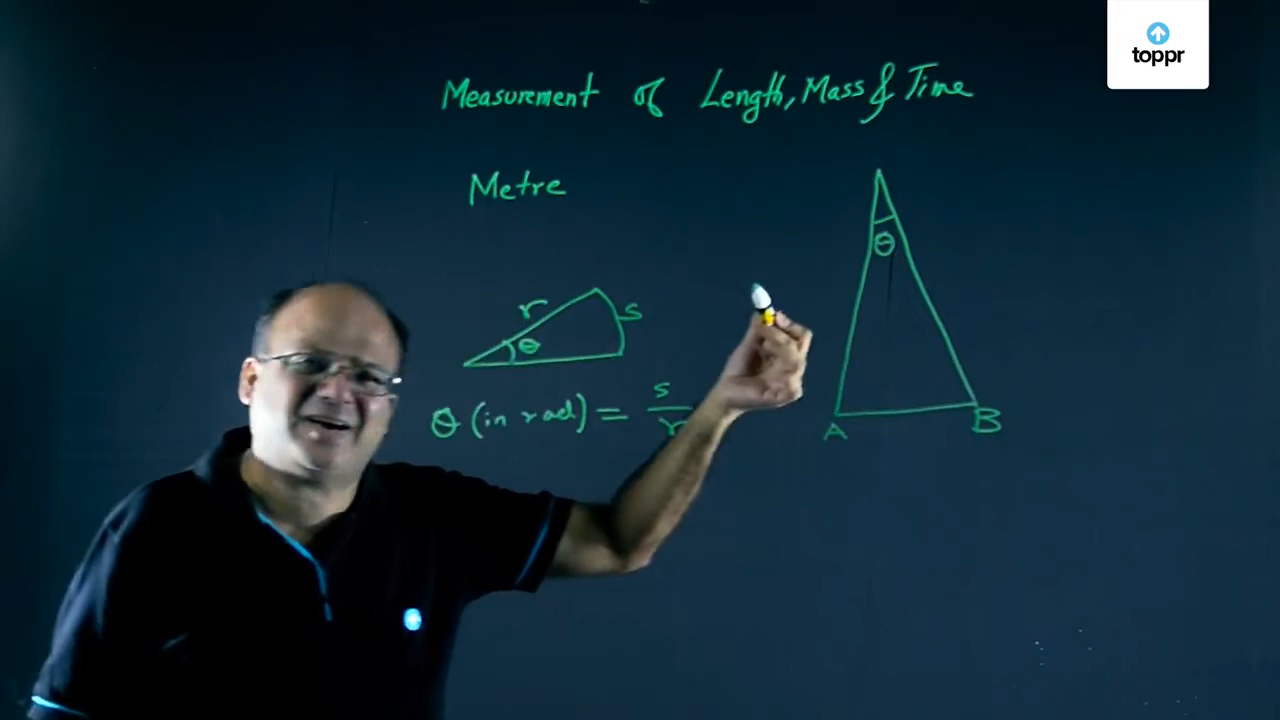 toppr
Measurement of Length, Mass & Time
Metre
r
s
θ
θ
θ (in rad) = s/r
A
B